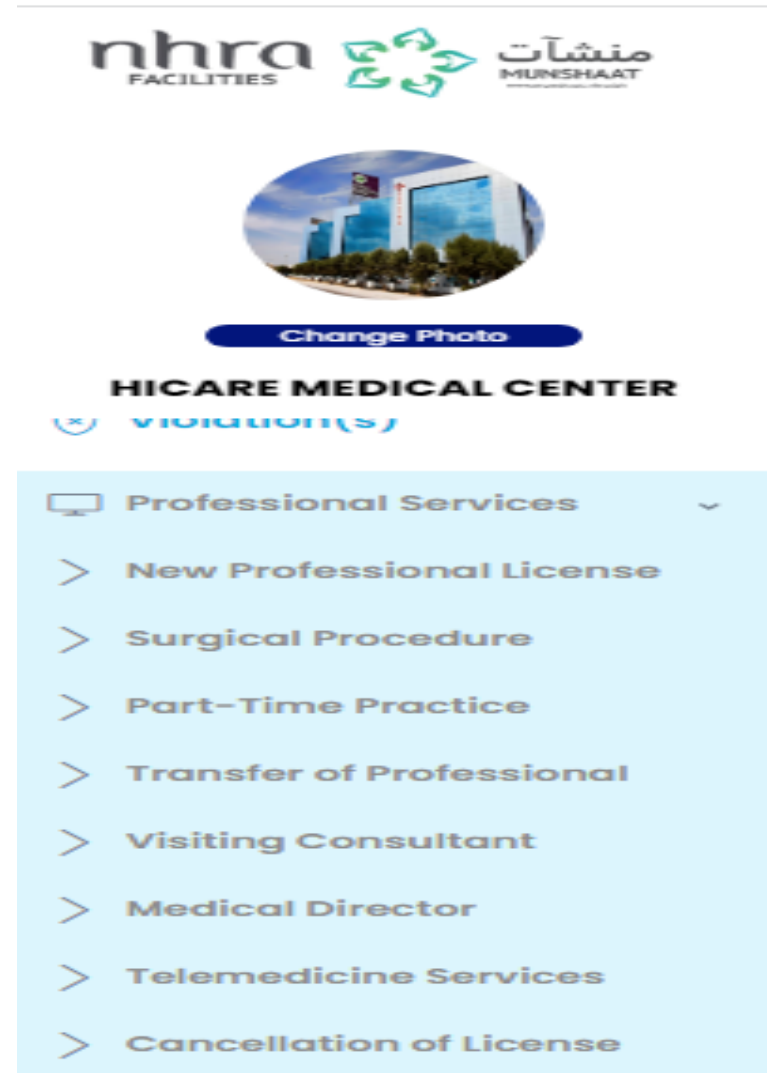 nhra
FACILITIES
منشآت
MUNSHAAT
Change Photo
HICARE MEDICAL CENTER
Violation(s)
Professional Services
New Professional License
Surgical Procedure
Part-Time Practice
Transfer of Professional
Visiting Consultant
Medical Director
Telemedicine Services
Cancellation of License